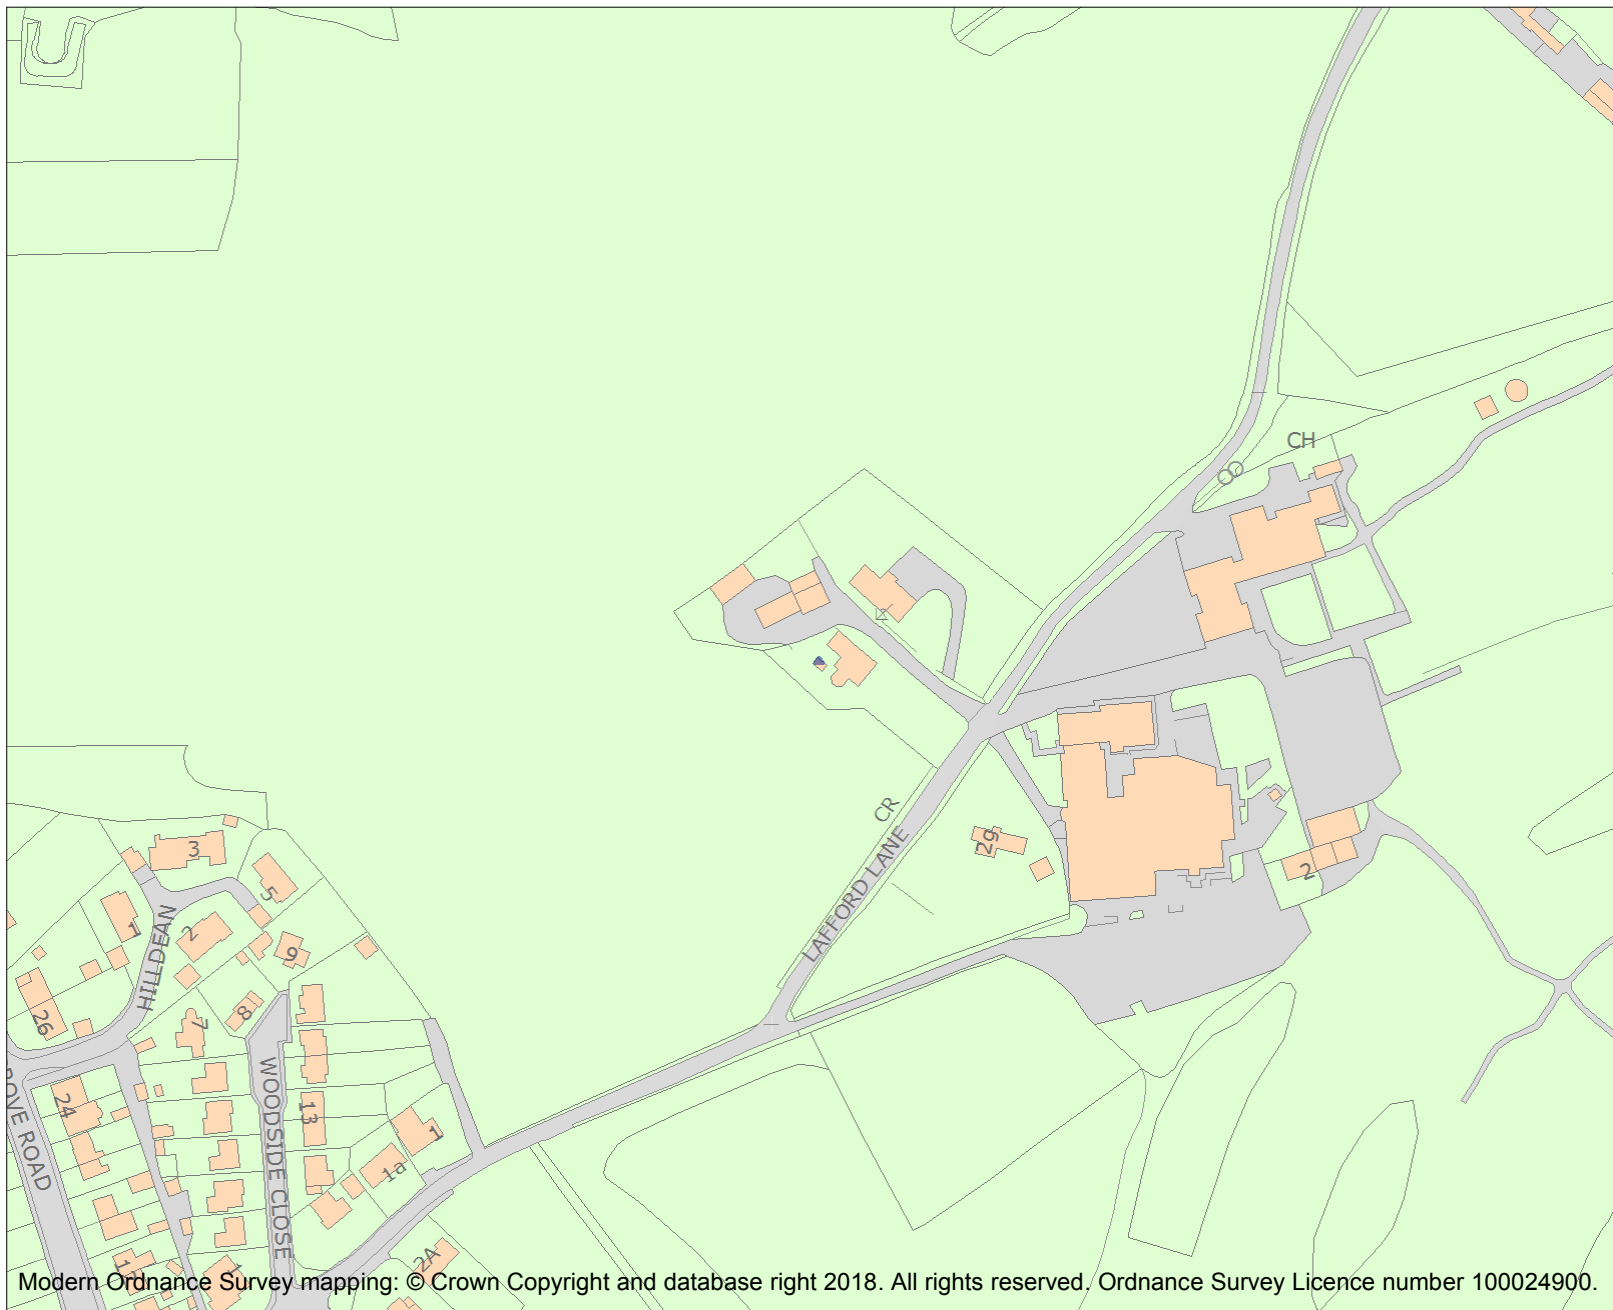 CH
CR
LAFFORD LANE
29
2
3
5
1
2
HILLDEAN
9
8
7
26
24
OVE ROAD
WOODSIDE CLOSE
13
1
1a
2A
1
Modern Ordnance Survey mapping: © Crown Copyright and database right 2018. All rights reserved. Ordnance Survey Licence number 100024900.